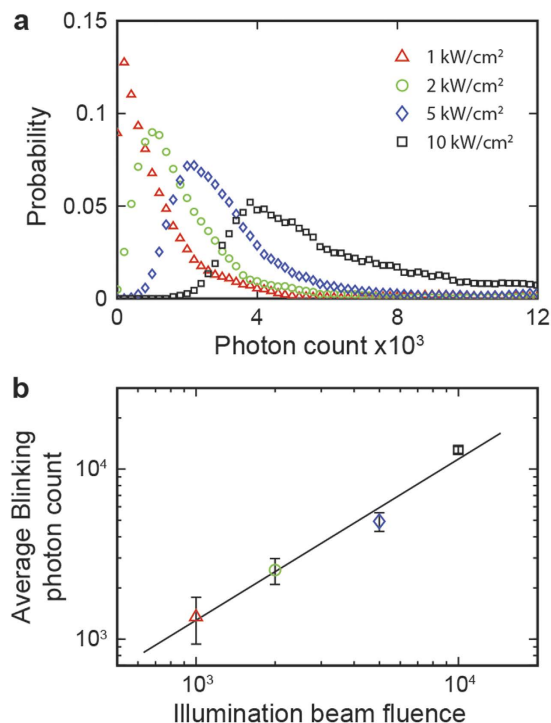 a
0.15
0.1
0.05
0
Probability
1 kW/cm²
2 kW/cm²
5 kW/cm²
10 kW/cm²
0 4 8 12
Photon count x10³
b
10⁴
10³
Average Blinking
photon count
10³ 10⁴
Illumination beam fluence